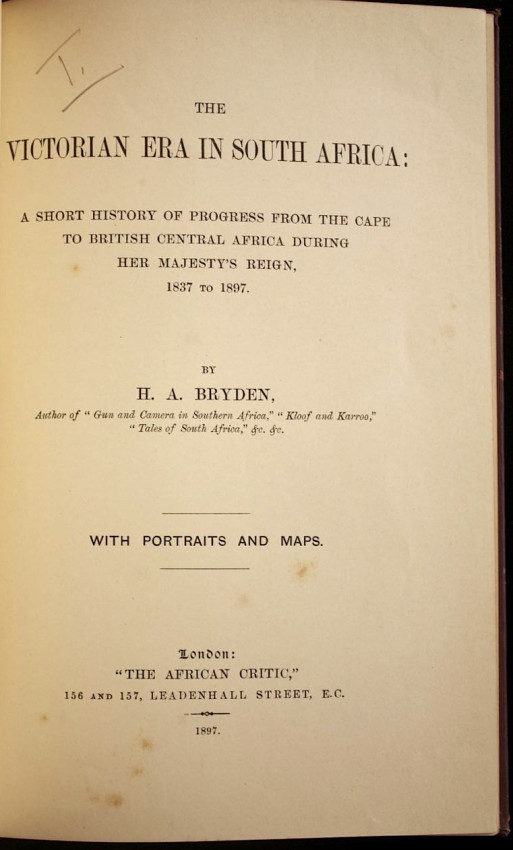 THE
VICTORIAN ERA IN SOUTH AFRICA:
A SHORT HISTORY OF PROGRESS FROM THE CAPE
TO BRITISH CENTRAL AFRICA DURING
HER MAJESTY'S REIGN,
1837 TO 1897.
BY
H. A. BRYDEN,
Author of "Gun and Camera in Southern Africa," "Kloof and Karroo,"
"Tales of South Africa," &c. &c.
WITH PORTRAITS AND MAPS.
London:
"THE AFRICAN CRITIC,"
156 AND 157, LEADENHALL STREET, E.C.
1897.